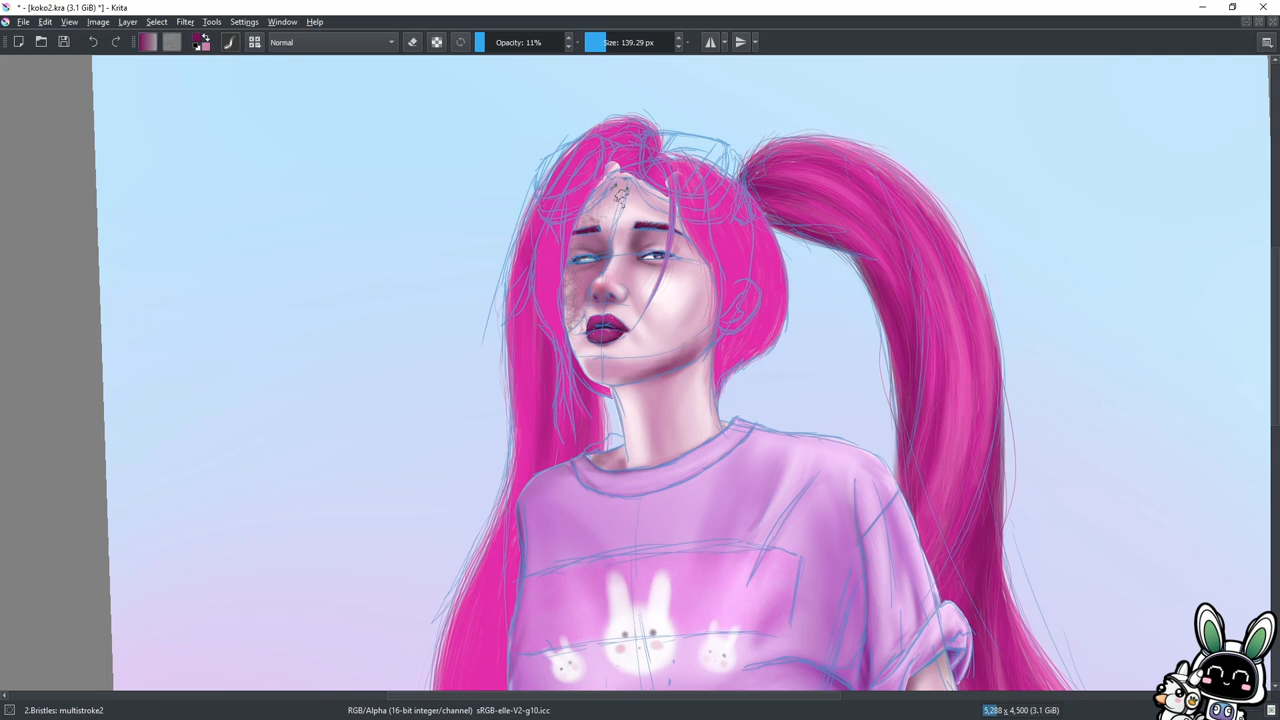 * - [koko2.kra (3.1 GiB) *] - Krita
File Edit View Image Layer Select Filter Tools Settings Window Help
Normal Opacity: 11% Size: 139.29 px
2.Bristles: multistroke2 RGB/Alpha (16-bit integer/channel) sRGB-elle-V2-g10.icc 5,288 x 4,500 (3.1 GiB)